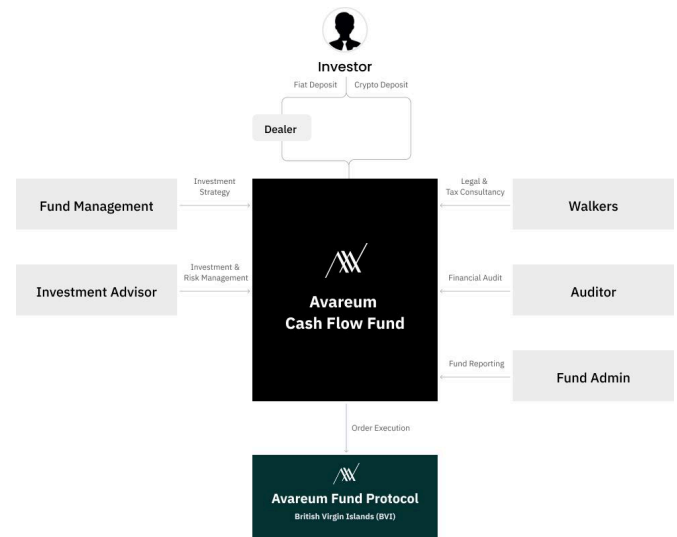 Investor
Fiat Deposit
Crypto Deposit
Dealer
Investment
Strategy
Legal &
Tax Consultancy
Fund Management
Walkers
Investment &
Risk Management
Financial Audit
Investment Advisor
Auditor
Avareum
Cash Flow Fund
Fund Reporting
Fund Admin
Order Execution
Avareum Fund Protocol
British Virgin Islands (BVI)